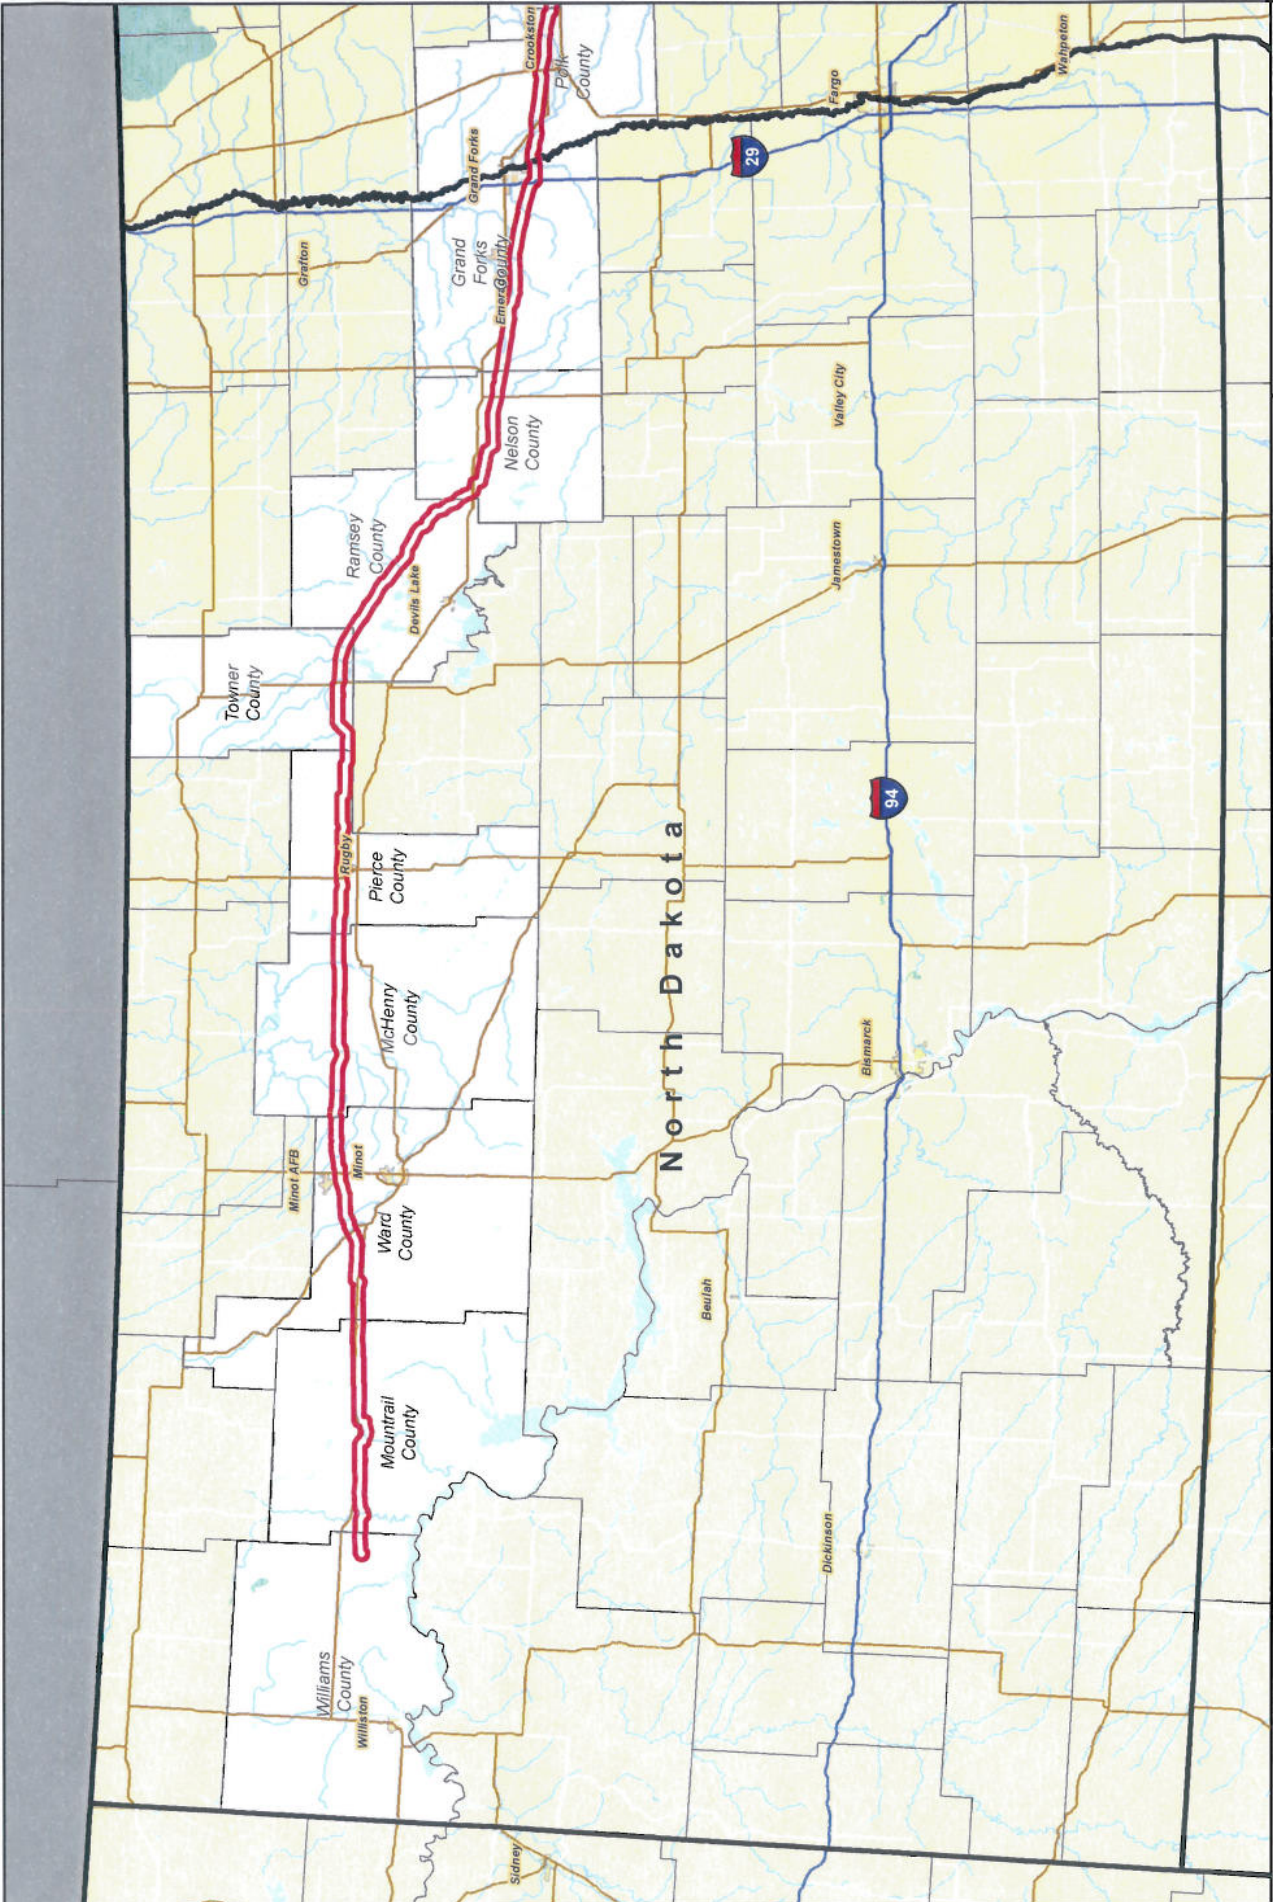 Grafton
Minot AFB
Towner
County
Williams
County
Rugby
Minot
Williston
Ramsey
County
Pierce
County
McHenry
County
Ward
County
Mountrail
County
Devils Lake
Grand Forks
Grand
Forks
County
Nelson
County
Sidney
Crookston
Polk
County
North Dakota
Beulah
29
Fargo
Valley City
Jamestown
Dickinson
Bismarck
94
Wahpeton